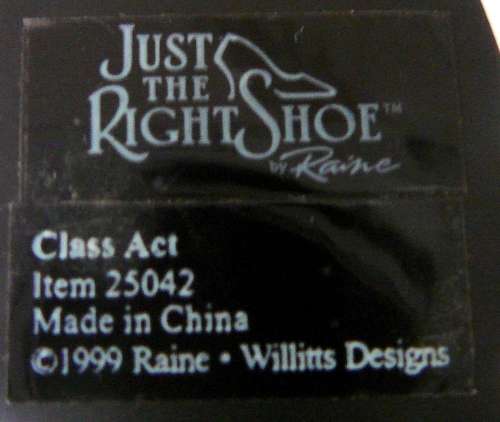 JUST
THE
RIGHT SHOE™
by Raine
Class Act
Item 25042
Made in China
©1999 Raine • Willitts Designs